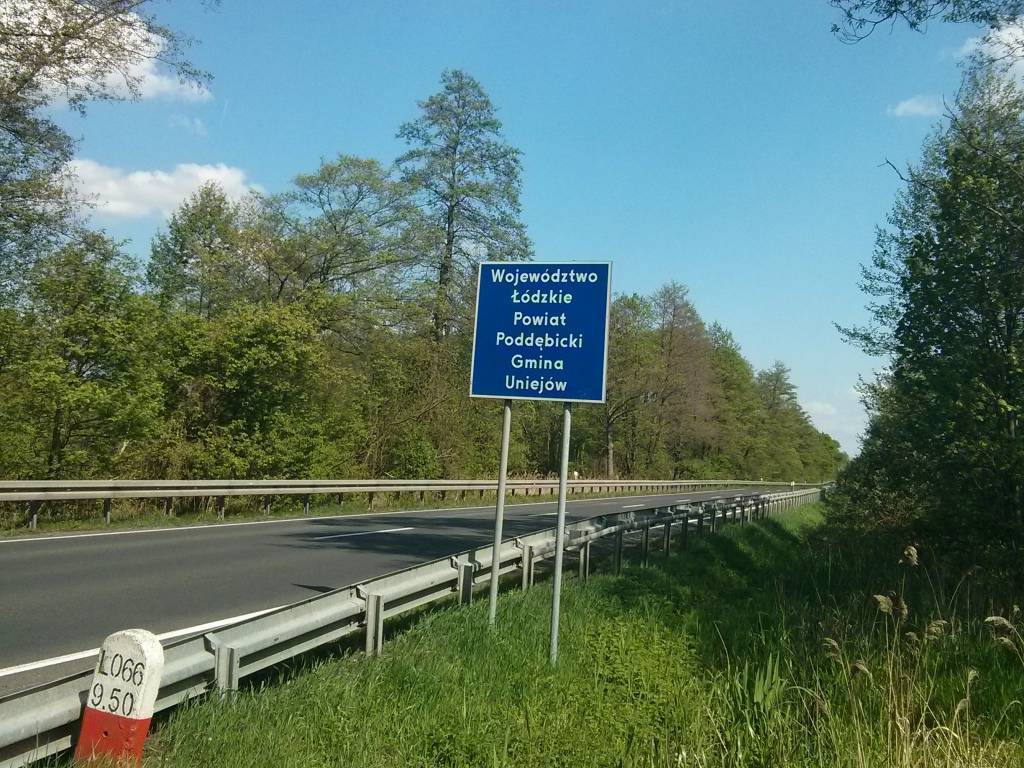 Województwo
Łódzkie
Powiat
Poddębicki
Gmina
Uniejów
L066
9.50